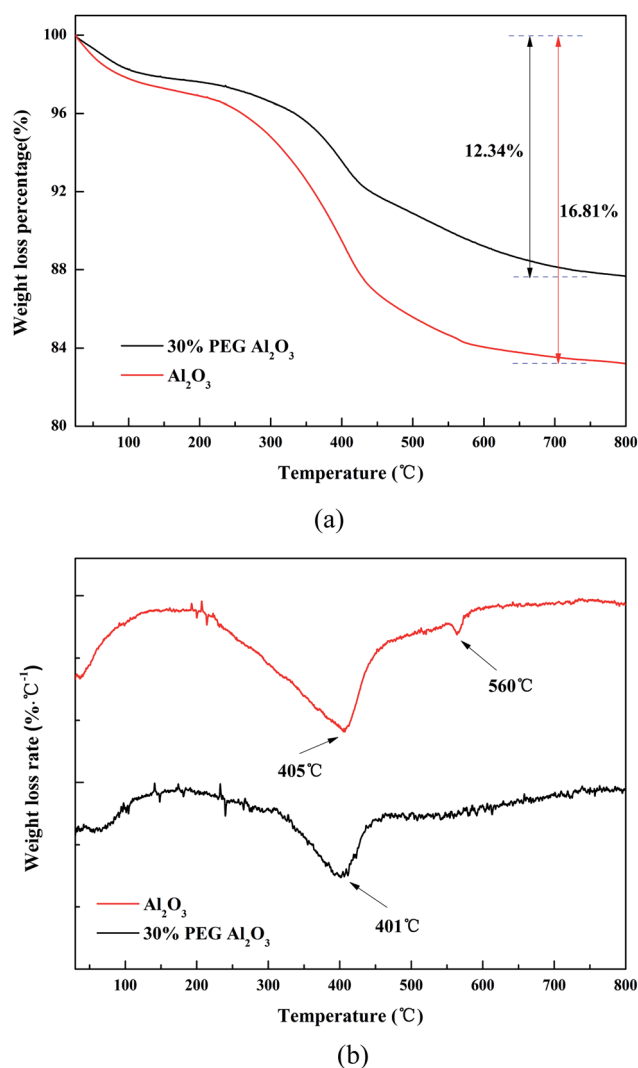 100
96
92
88
84
80
Weight loss percentage(%)
12.34%
16.81%
30% PEG Al₂O₃
Al₂O₃
100 200 300 400 500 600 700 800
Temperature (℃)
(a)
Weight loss rate (%·℃⁻¹)
560℃
405℃
401℃
Al₂O₃
30% PEG Al₂O₃
100 200 300 400 500 600 700 800
Temperature (℃)
(b)